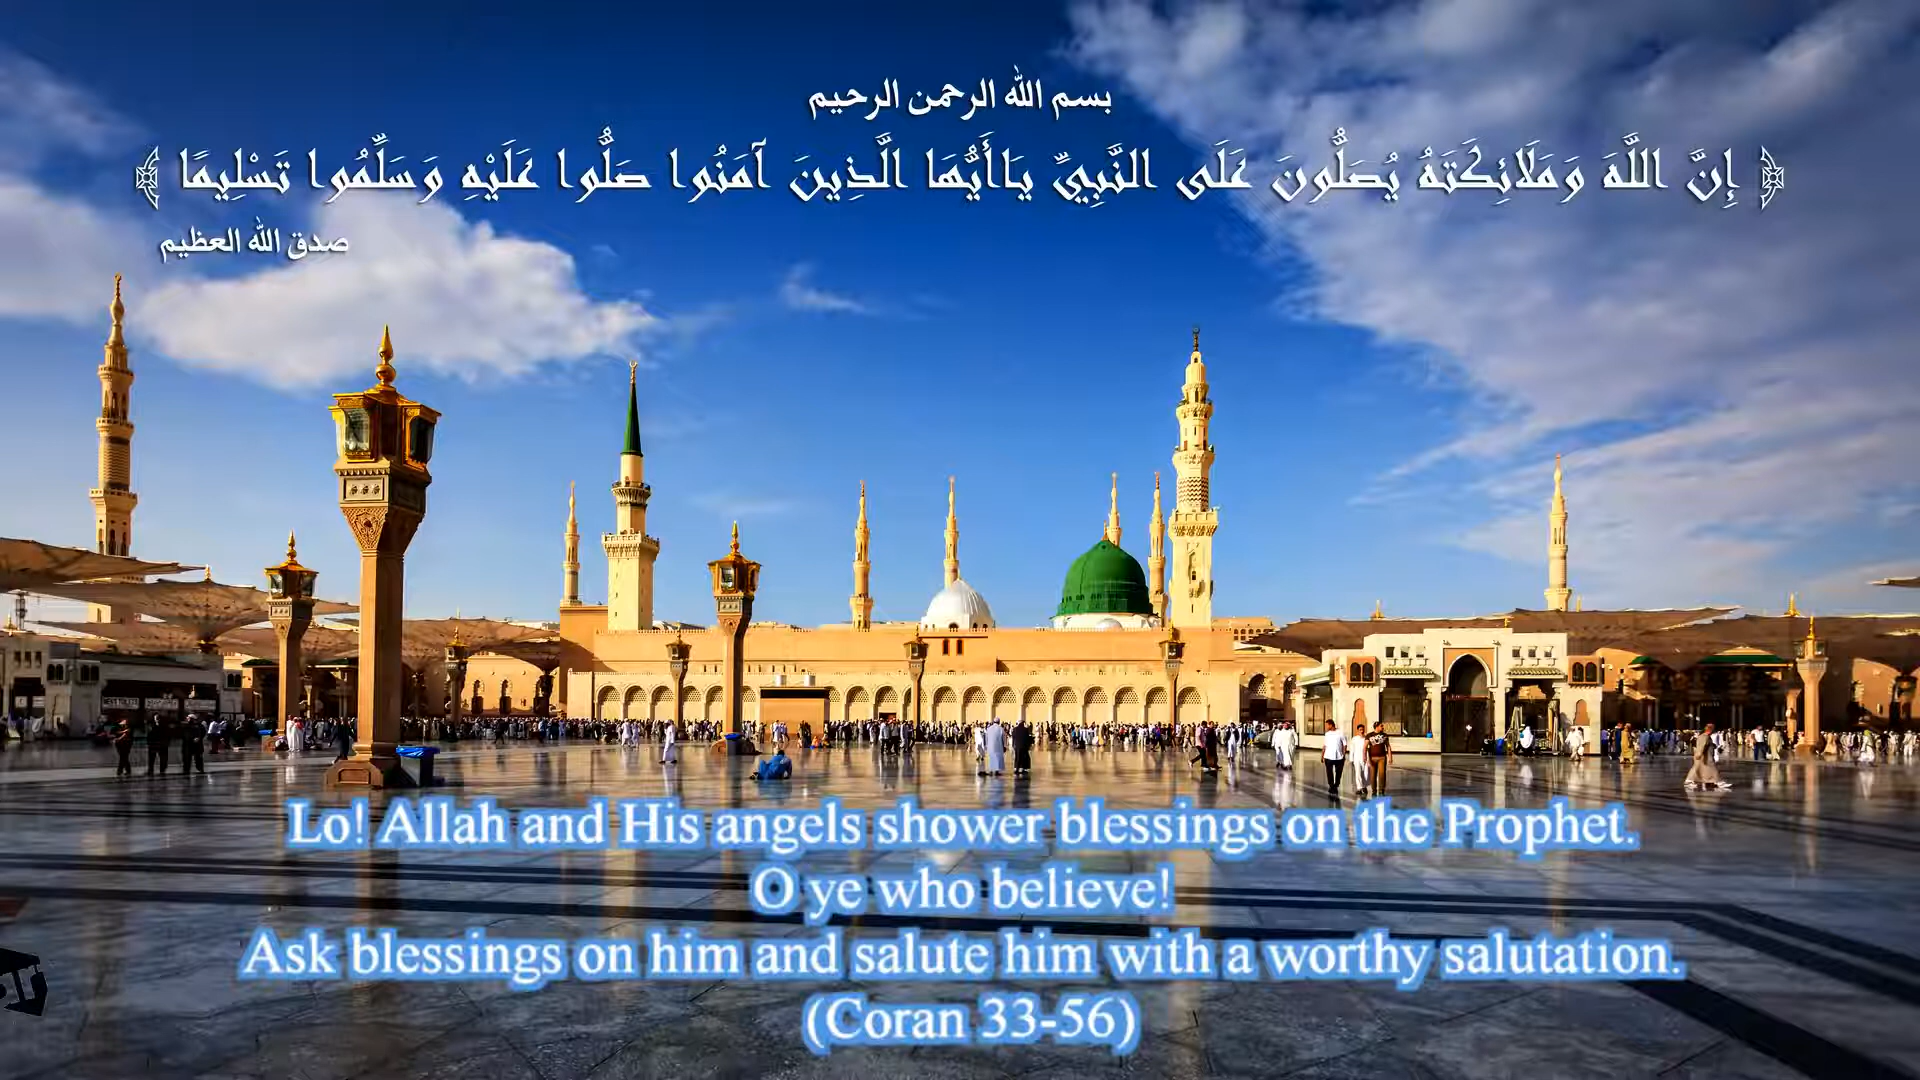 بسم الله الرحمن الرحيم
﴿ إِنَّ اللَّهَ وَمَلَائِكَتَهُ يُصَلُّونَ عَلَى النَّبِيِّ يَاأَيُّهَا الَّذِينَ آمَنُوا صَلُّوا عَلَيْهِ وَسَلِّمُوا تَسْلِيمًا ﴾
صدق الله العظيم
Lo! Allah and His angels shower blessings on the Prophet.
O ye who believe!
Ask blessings on him and salute him with a worthy salutation.
(Coran 33-56)